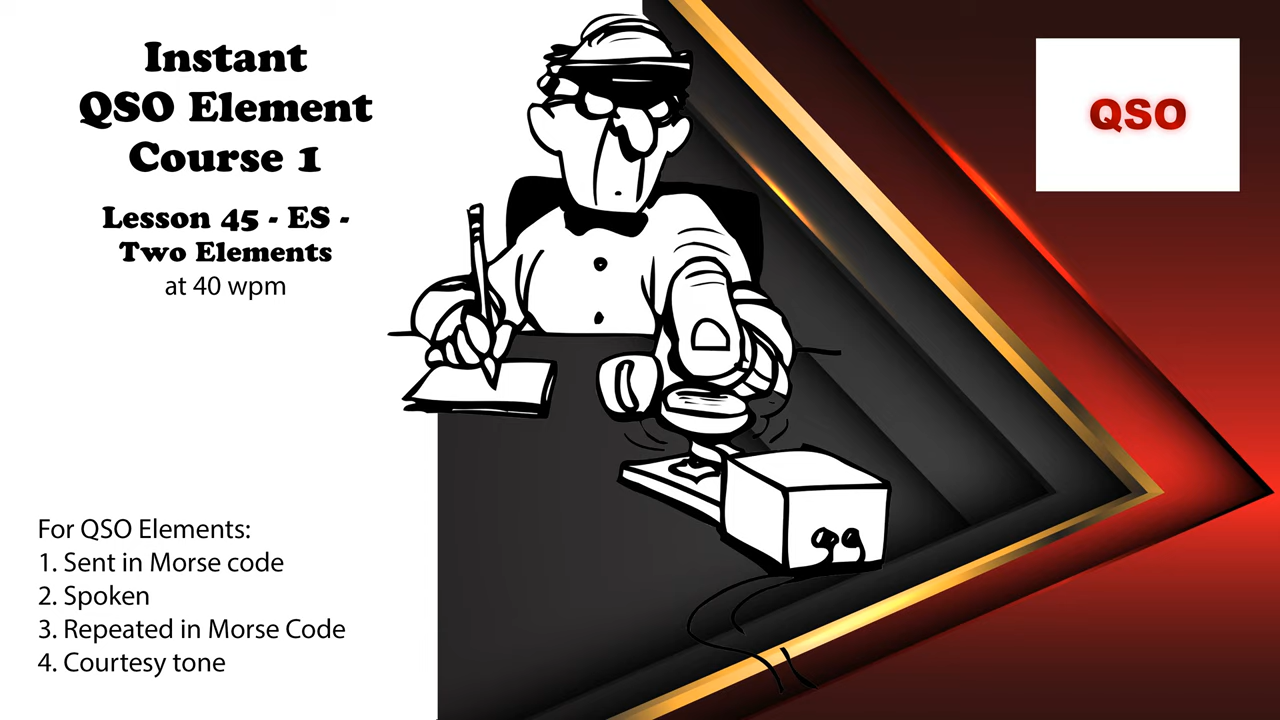 Instant
QSO Element
Course 1
Lesson 45 - ES -
Two Elements
at 40 wpm
QSO
For QSO Elements:
1. Sent in Morse code
2. Spoken
3. Repeated in Morse Code
4. Courtesy tone